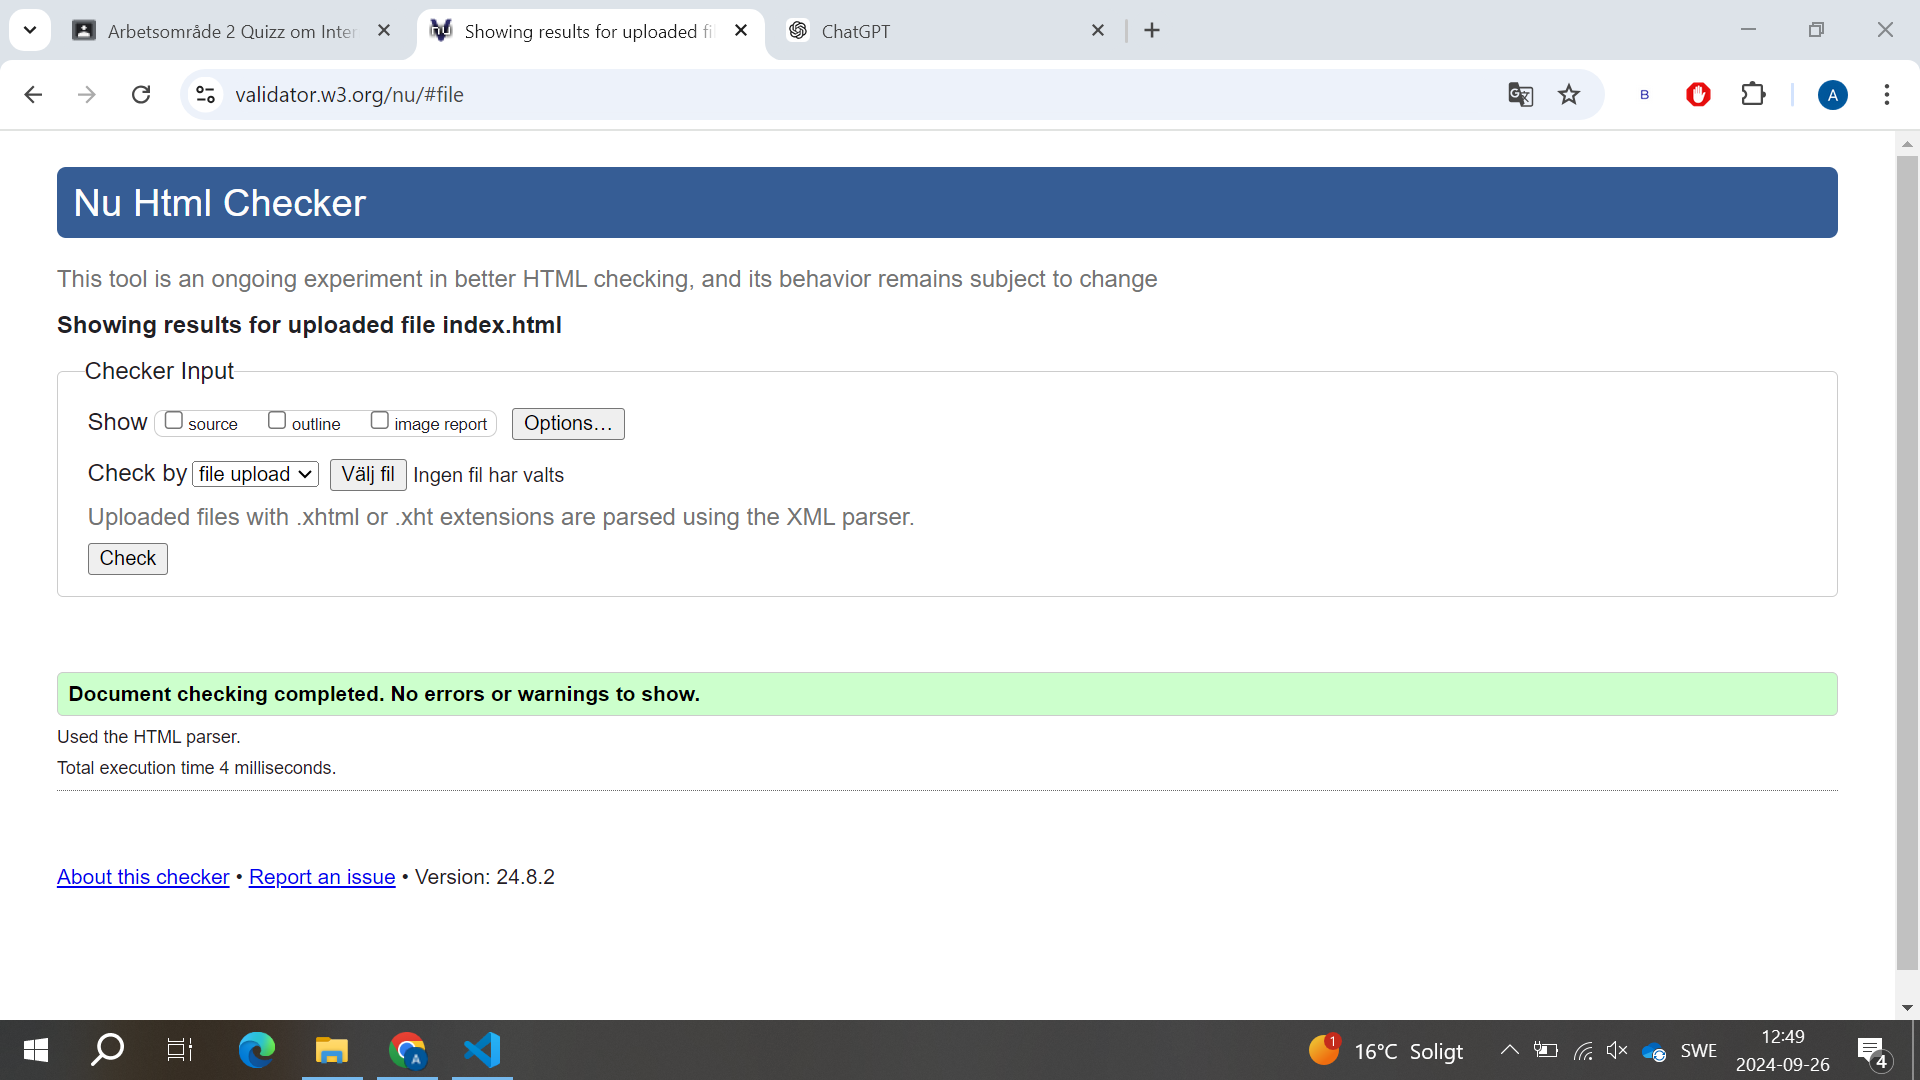 Arbetsområde 2 Quizz om Inter
Showing results for uploaded fi
ChatGPT
validator.w3.org/nu/#file
B
A
Nu Html Checker
This tool is an ongoing experiment in better HTML checking, and its behavior remains subject to change
Showing results for uploaded file index.html
Checker Input
Show source outline image report Options...
Check by file upload Välj fil Ingen fil har valts
Uploaded files with .xhtml or .xht extensions are parsed using the XML parser.
Check
Document checking completed. No errors or warnings to show.
Used the HTML parser.
Total execution time 4 milliseconds.
About this checker • Report an issue • Version: 24.8.2
A
1
16°C Soligt
SWE
12:49
2024-09-26
4